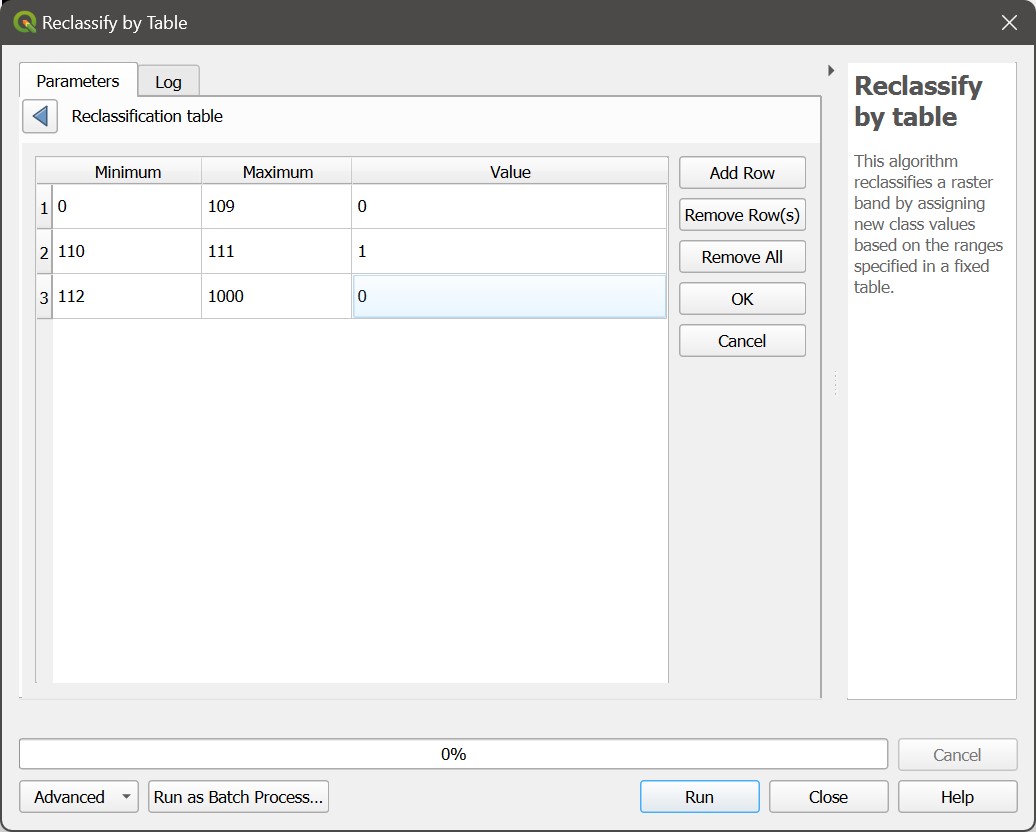 Reclassify by Table
Parameters
Log
Reclassification table
Minimum Maximum Value
1 0 109 0
2 110 111 1
3 112 1000 0
Add Row
Remove Row(s)
Remove All
OK
Cancel
Reclassify
by table
This algorithm
reclassifies a raster
band by assigning
new class values
based on the ranges
specified in a fixed
table.
0%
Cancel
Advanced
Run as Batch Process...
Run
Close
Help